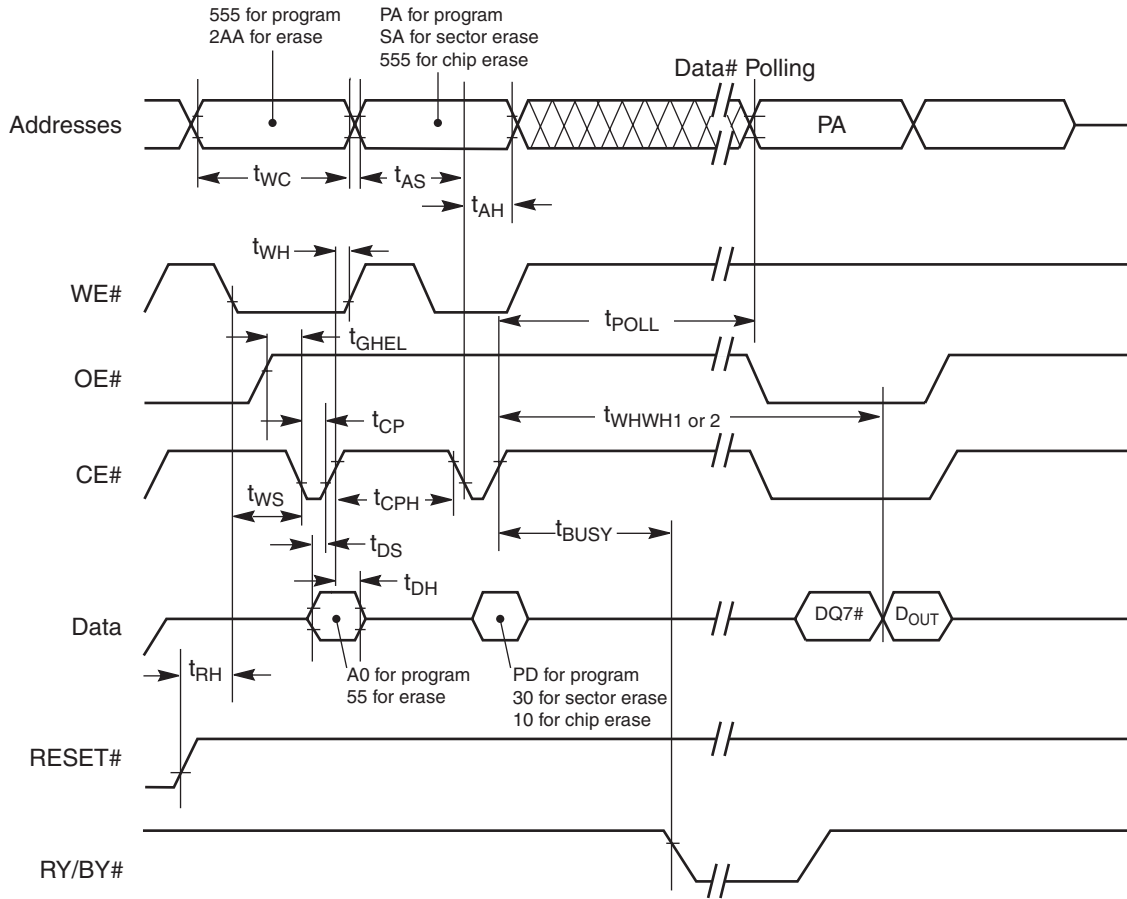 555 for program
2AA for erase
PA for program
SA for sector erase
555 for chip erase
Data# Polling
Addresses
PA
tWC
tAS
tAH
tWH
WE#
tPOLL
tGHEL
OE#
tWHWH1 or 2
tCP
CE#
tWS
tCPH
tBUSY
tDS
tDH
Data
DQ7#
DOUT
tRH
A0 for program
55 for erase
PD for program
30 for sector erase
10 for chip erase
RESET#
RY/BY#